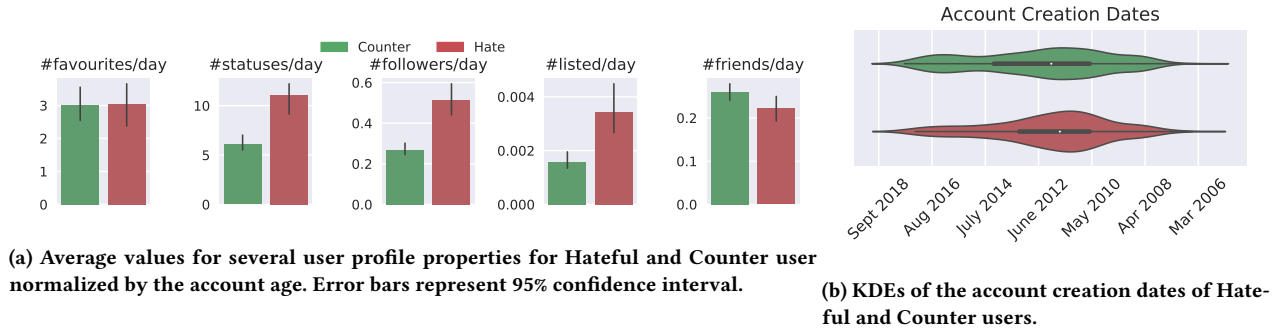 Counter Hate
#favourites/day #statuses/day #followers/day #listed/day #friends/day
3
2
1
0
10
5
0
0.6
0.4
0.2
0.0
0.004
0.002
0.000
0.2
0.1
0.0
(a) Average values for several user profile properties for Hateful and Counter user
normalized by the account age. Error bars represent 95% confidence interval.
Account Creation Dates
Sept 2018
Aug 2016
July 2014
June 2012
May 2010
Apr 2008
Mar 2006
(b) KDEs of the account creation dates of Hate-
ful and Counter users.